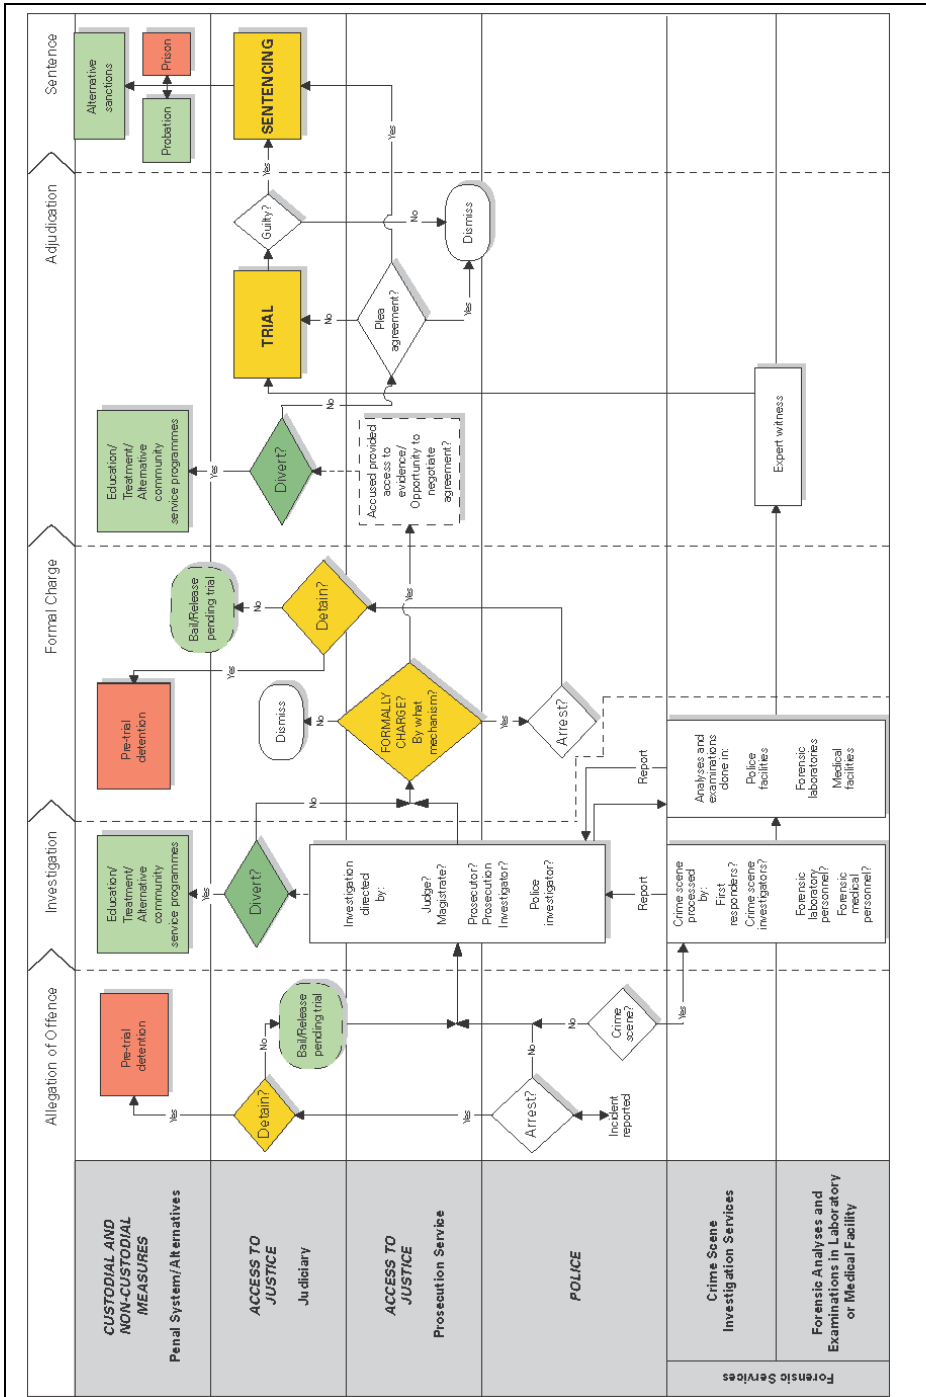 Allegation of Offence
Investigation
Formal Charge
Adjudication
Sentence
CUSTODIAL AND
NON-CUSTODIAL
MEASURES
Penal System/Alternatives
Pre-trial
detention
Yes
Education/
Treatment/
Alternative
community
service programmes
Yes
Pre-trial
detention
Yes
Bail/Release
pending trial
Education/
Treatment/
Alternative
community
service programmes
Yes
Probation
Prison
Alternative
sanctions
ACCESS TO
JUSTICE
Judiciary
Detain?
No
Bail/Release
pending trial
Divert?
No
Dismiss
No
Detain?
No
Divert?
No
TRIAL
No
Guilty?
Yes
No
SENTENCING
ACCESS TO
JUSTICE
Prosecution Service
Investigation
directed
by:
Judge?
Magistrate?
Prosecutor?
Prosecution
Investigator?
Police
investigator?
FORMALLY
CHARGE?
By what
mechanism?
Yes
Yes
Accused provided
access to
evidence/
Opportunity to
negotiate
agreement?
Plea
agreement?
Yes
Yes
Dismiss
POLICE
Yes
Arrest?
No
Incident
reported
Crime
scene?
No
Yes
Arrest?
Report
Report
Crime Scene
Investigation Services
Crime scene
processed
by:
First
responders?
Crime scene
investigators?
Forensic
laboratory
personnel?
Forensic
medical
personnel?
Analyses and
examinations
done in:
Police
facilities
Forensic
laboratories
Medical
facilities
Expert witness
Forensic Analyses and
Examinations in Laboratory
or Medical Facility
Forensic Services